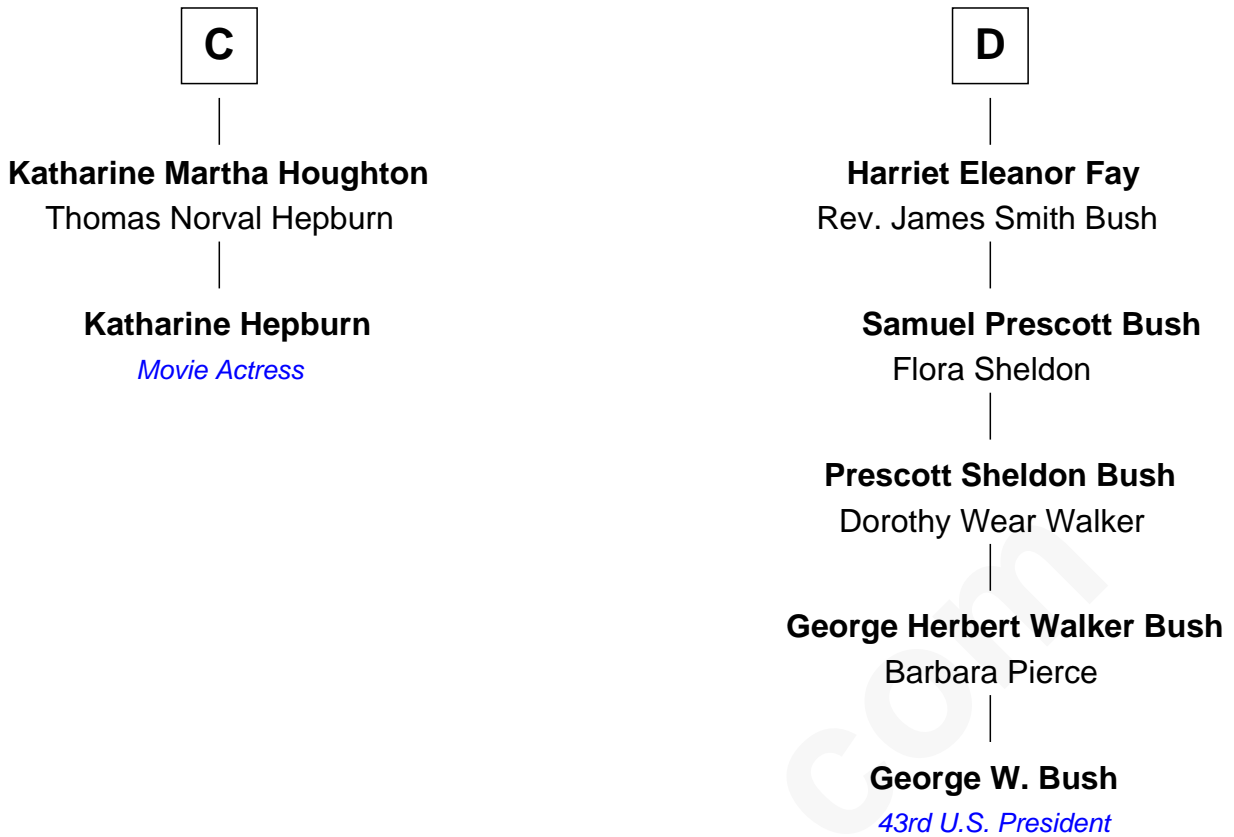 C
Katharine Martha Houghton
Thomas Norval Hepburn
Katharine Hepburn
Movie Actress
D
Harriet Eleanor Fay
Rev. James Smith Bush
Samuel Prescott Bush
Flora Sheldon
Prescott Sheldon Bush
Dorothy Wear Walker
George Herbert Walker Bush
Barbara Pierce
George W. Bush
43rd U.S. President
com